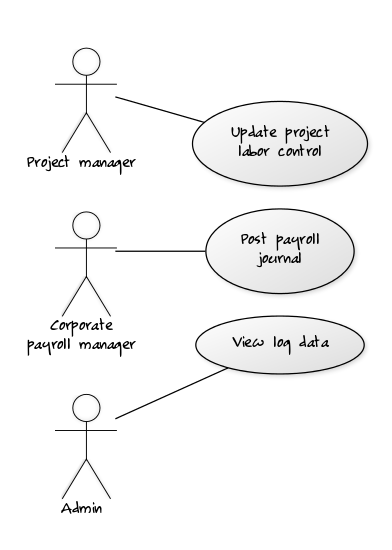 Update project
labor control
Project manager
Post payroll
journal
Corporate
payroll manager
View log data
Admin